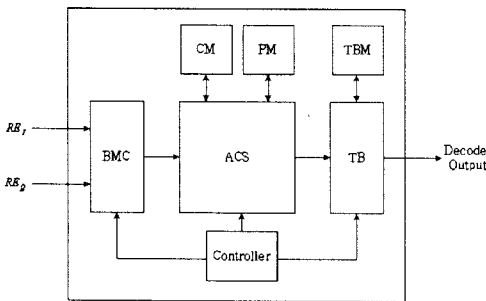 CM
PM
TBM
RE1
RE2
BMC
ACS
TB
Decode
Output
Controller